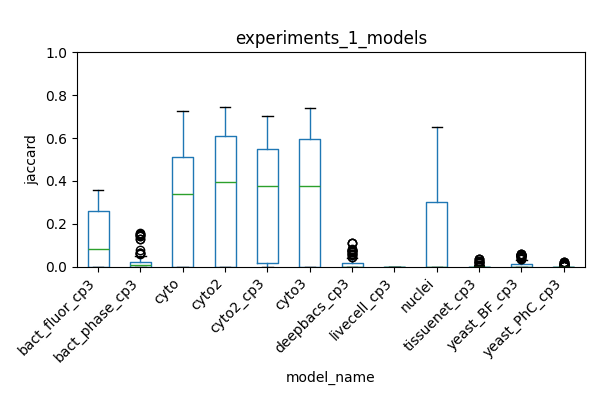 experiments_1_models
jaccard
1.0
0.8
0.6
0.4
0.2
0.0
bact_fluor_cp3
bact_phase_cp3
cyto
cyto2
cyto2_cp3
cyto3
deepbacs_cp3
livecell_cp3
nuclei
tissuenet_cp3
yeast_BF_cp3
yeast_PhC_cp3
model_name